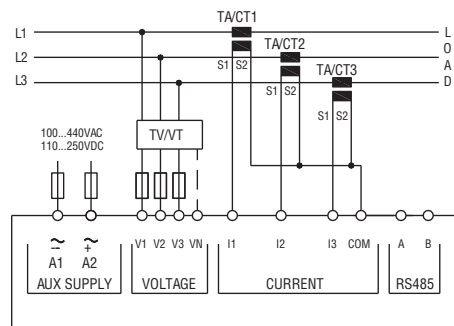 TA/CT1
L1
L
L2
TA/CT2
O
S1 S2
A
L3
TA/CT3
D
S1 S2
S1 S2
100...440VAC
110...250VDC
TV/VT
V1 V2 V3 VN I1 I2 I3 COM A B
~ ~
-- +
A1 A2
AUX SUPPLY VOLTAGE CURRENT RS485